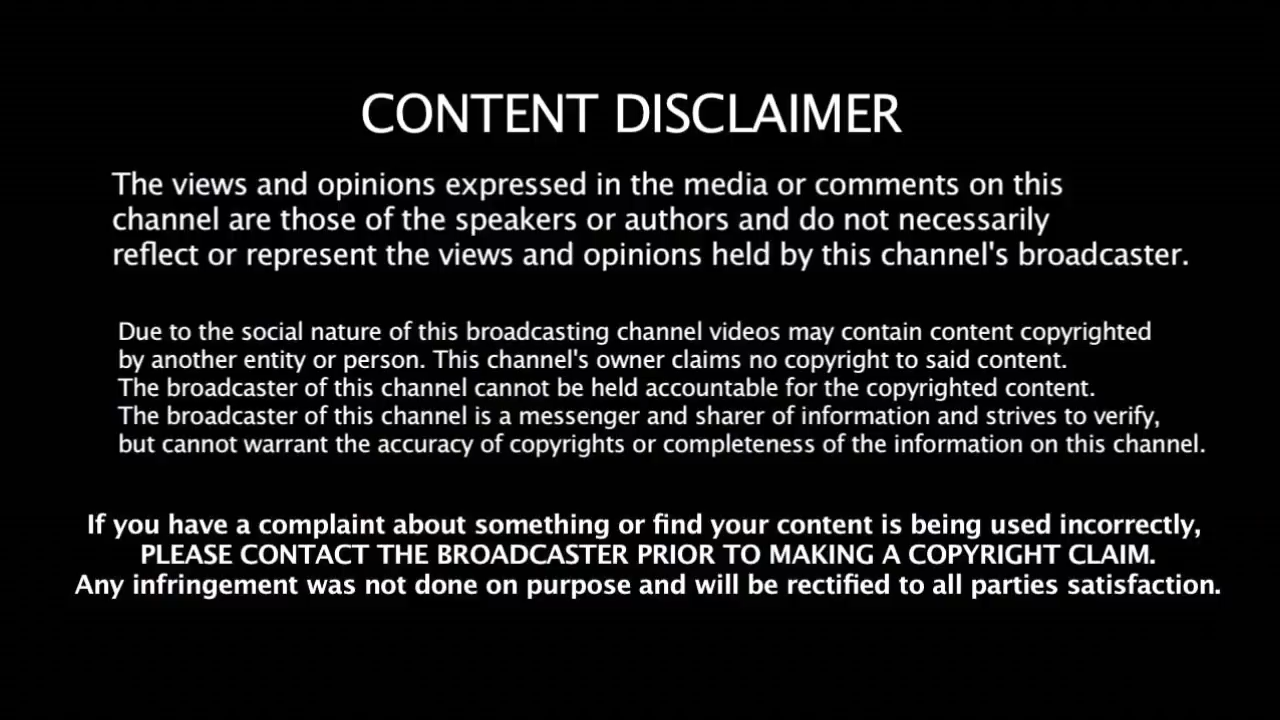 CONTENT DISCLAIMER
The views and opinions expressed in the media or comments on this
channel are those of the speakers or authors and do not necessarily
reflect or represent the views and opinions held by this channel's broadcaster.
Due to the social nature of this broadcasting channel videos may contain content copyrighted
by another entity or person. This channel's owner claims no copyright to said content.
The broadcaster of this channel cannot be held accountable for the copyrighted content.
The broadcaster of this channel is a messenger and sharer of information and strives to verify,
but cannot warrant the accuracy of copyrights or completeness of the information on this channel.
If you have a complaint about something or find your content is being used incorrectly,
PLEASE CONTACT THE BROADCASTER PRIOR TO MAKING A COPYRIGHT CLAIM.
Any infringement was not done on purpose and will be rectified to all parties satisfaction.